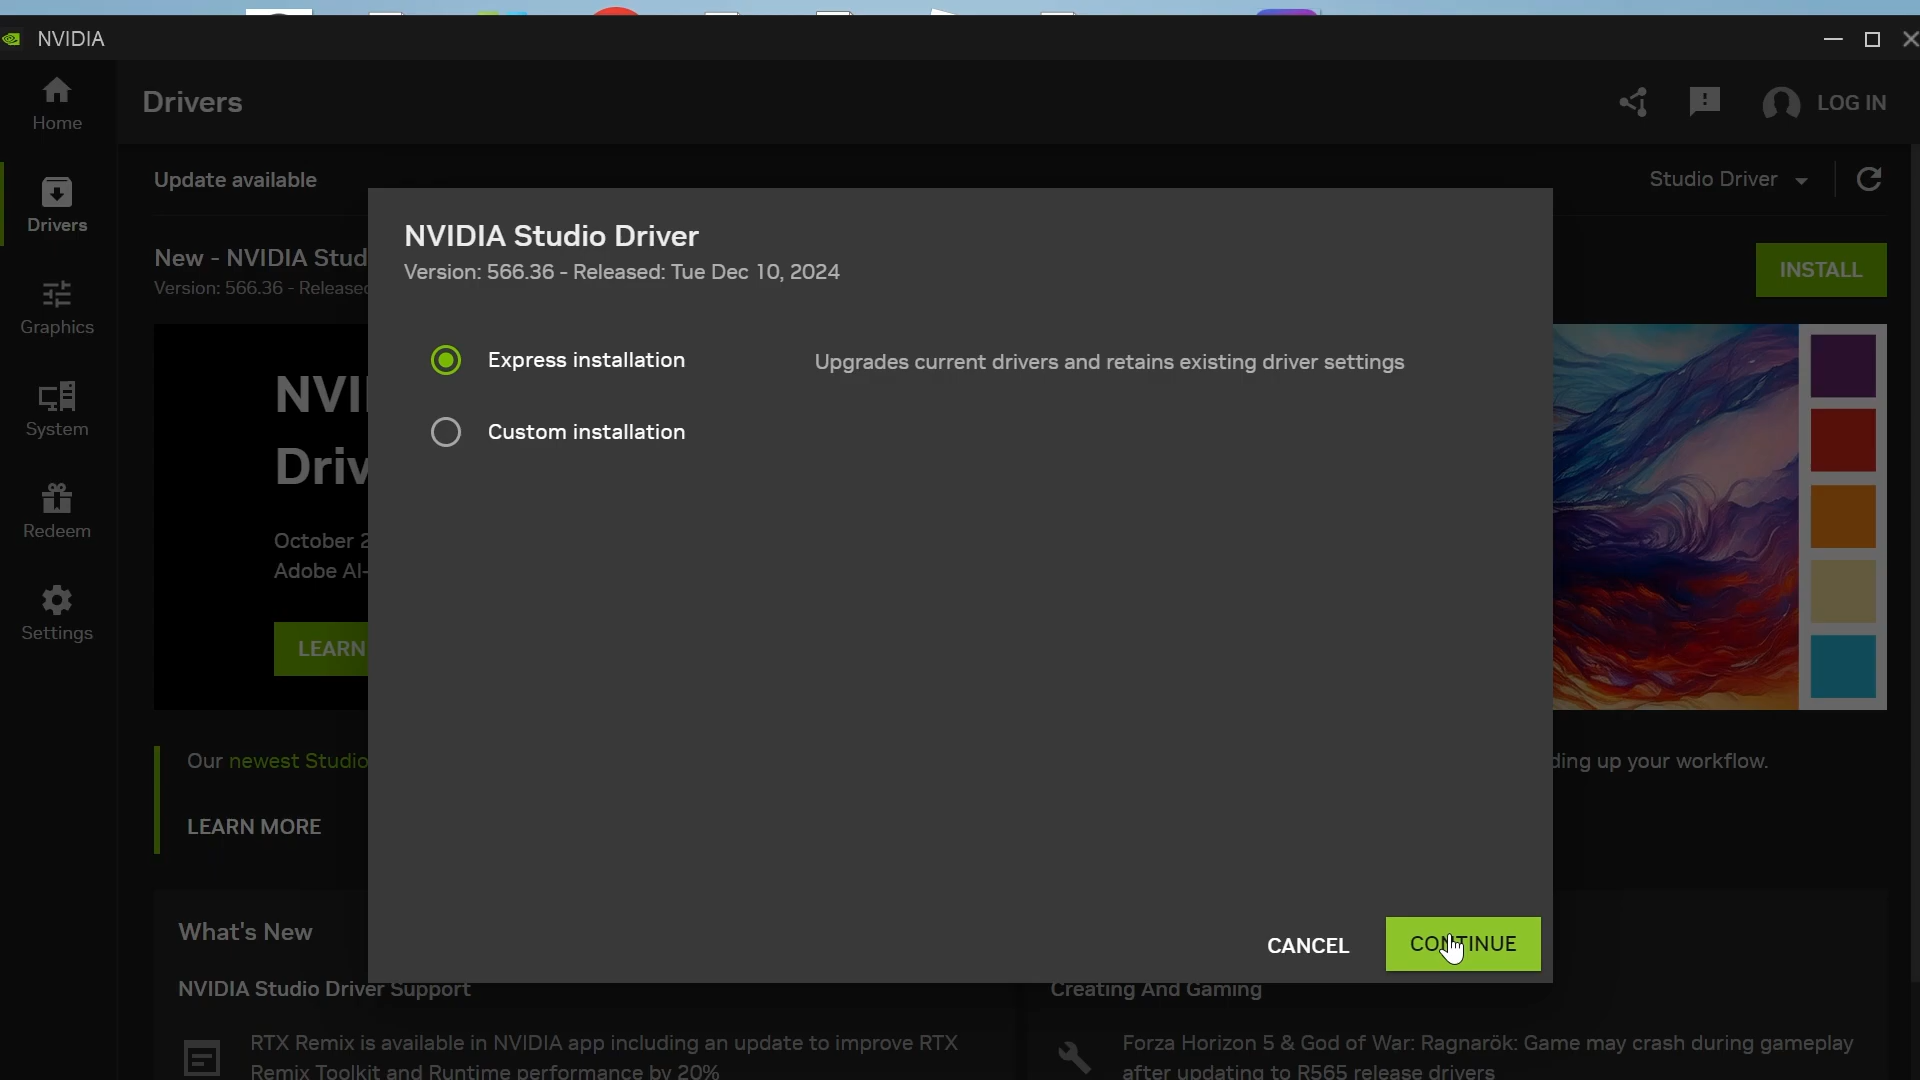 NVIDIA
Home
Drivers
Graphics
System
Redeem
Settings
Drivers
LOG IN
Update available
Studio Driver
New - NVIDIA Stud
Version: 566.36 - Released
INSTALL
NVIDIA Studio Driver
Version: 566.36 - Released: Tue Dec 10, 2024
Express installation
Upgrades current drivers and retains existing driver settings
Custom installation
CANCEL
CONTINUE
NVI
Driv
October 2
Adobe AI-
LEARN
Our newest Studio
ding up your workflow.
LEARN MORE
What's New
NVIDIA Studio Driver Support
RTX Remix is available in NVIDIA app including an update to improve RTX
Remix Toolkit and Runtime performance by 20%
Creating And Gaming
Forza Horizon 5 & God of War: Ragnarök: Game may crash during gameplay
after updating to R565 release drivers